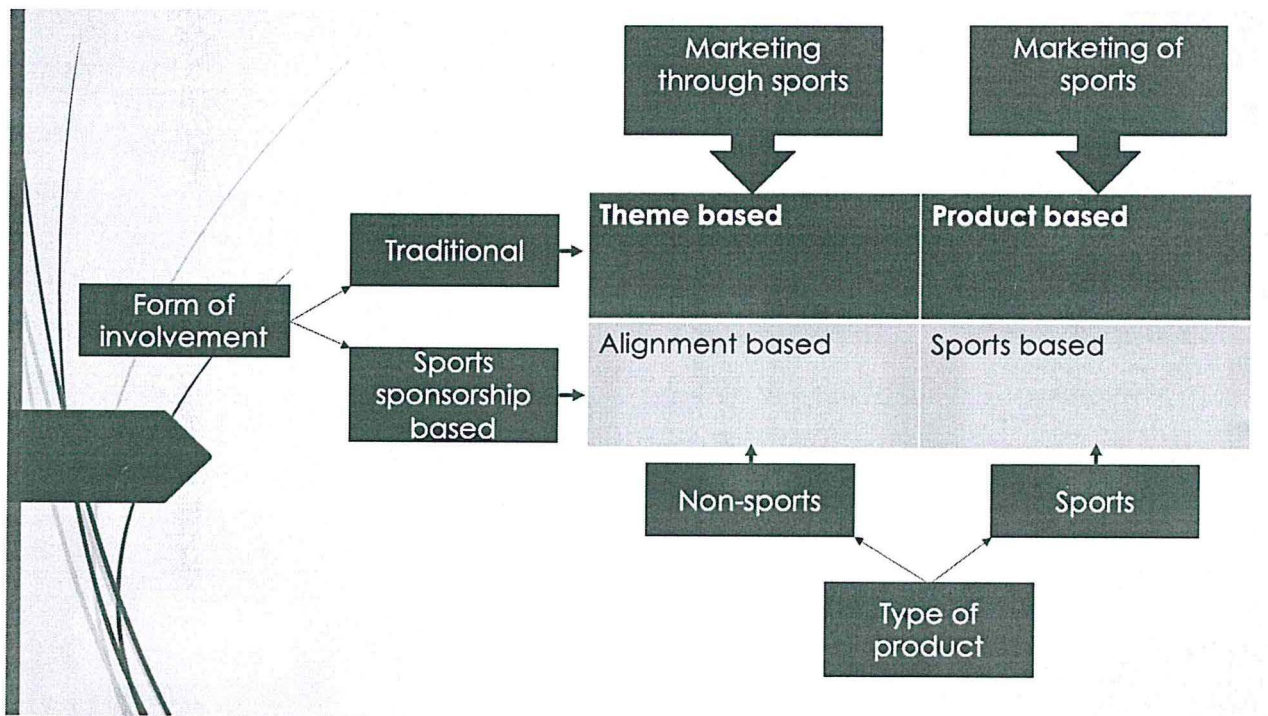 Marketing
through sports
Marketing of
sports
Theme based
Product based
Traditional
Form of
involvement
Alignment based
Sports based
Sports
sponsorship
based
Non-sports
Sports
Type of
product